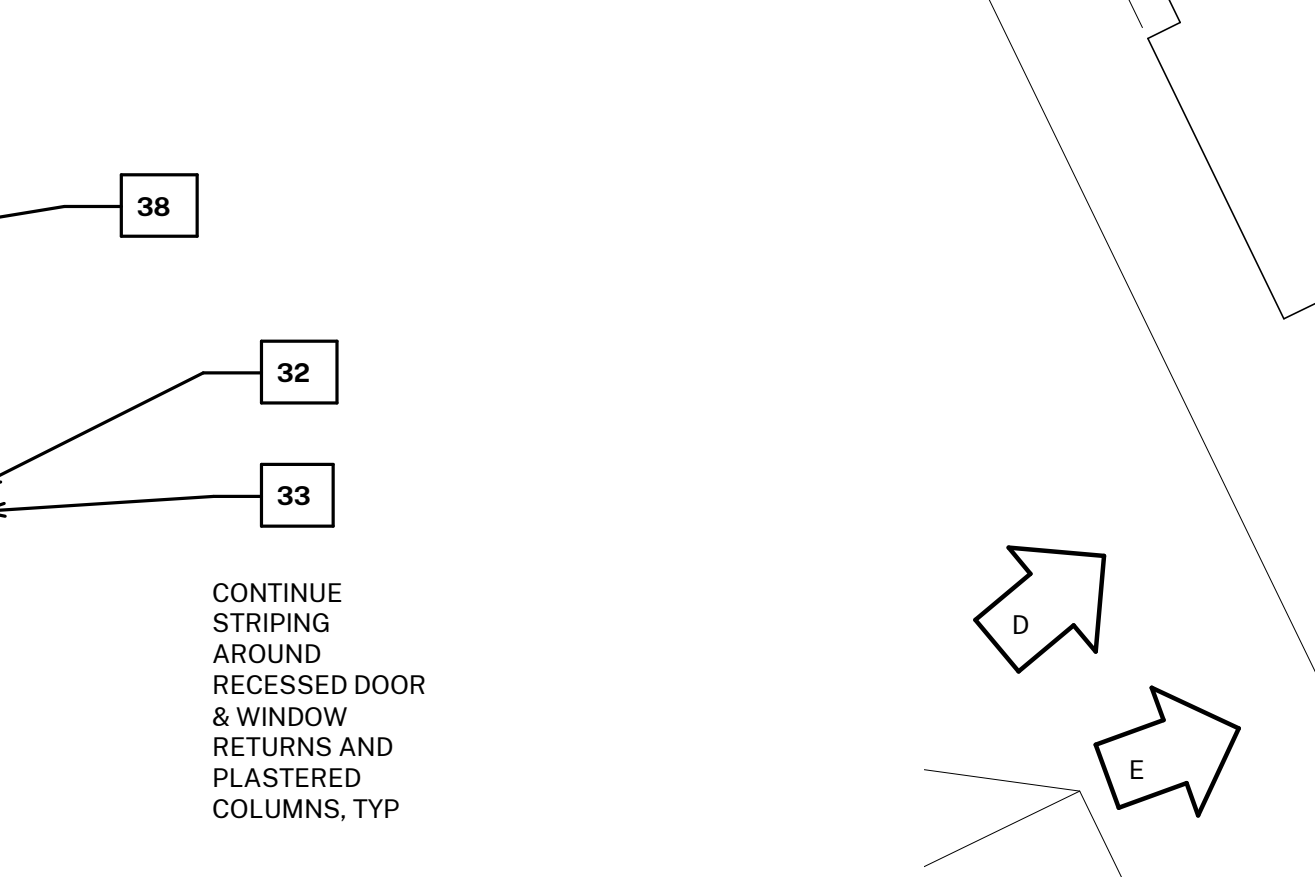 38
32
33
CONTINUE
STRIPING
AROUND
RECESSED DOOR
& WINDOW
RETURNS AND
PLASTERED
COLUMNS, TYP
D
E